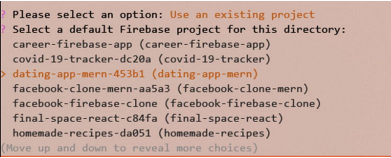 ? Please select an option: Use an existing project
? Select a default Firebase project for this directory:
career-firebase-app (career-firebase-app)
covid-19-tracker-dc20a (covid-19-tracker)
> dating-app-mern-453b1 (dating-app-mern)
facebook-clone-mern-aa5a3 (facebook-clone-mern)
facebook-firebase-clone (facebook-firebase-clone)
final-space-react-c84fa (final-space-react)
homemade-recipes-da051 (homemade-recipes)
(Move up and down to reveal more choices)